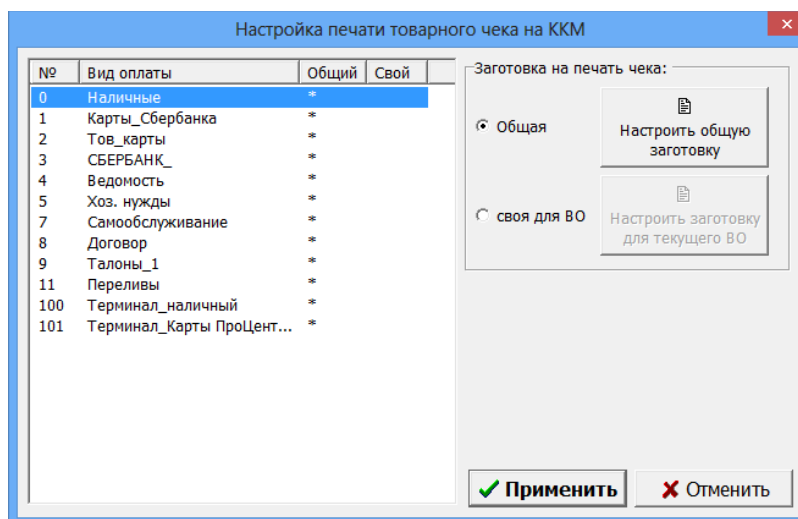 Настройка печати товарного чека на ККМ
№ Вид оплаты Общий Свой
0 Наличные *
1 Карты_Сбербанка *
2 Тов_карты *
3 СБЕРБАНК_ *
4 Ведомость *
5 Хоз. нужды *
7 Самообслуживание *
8 Договор *
9 Талоны_1 *
11 Переливы *
100 Терминал_наличный *
101 Терминал_Карты ПроЦент... *
Заготовка на печать чека:
Общая
Настроить общую
заготовку
своя для ВО
Настроить заготовку
для текущего ВО
Применить
Отменить